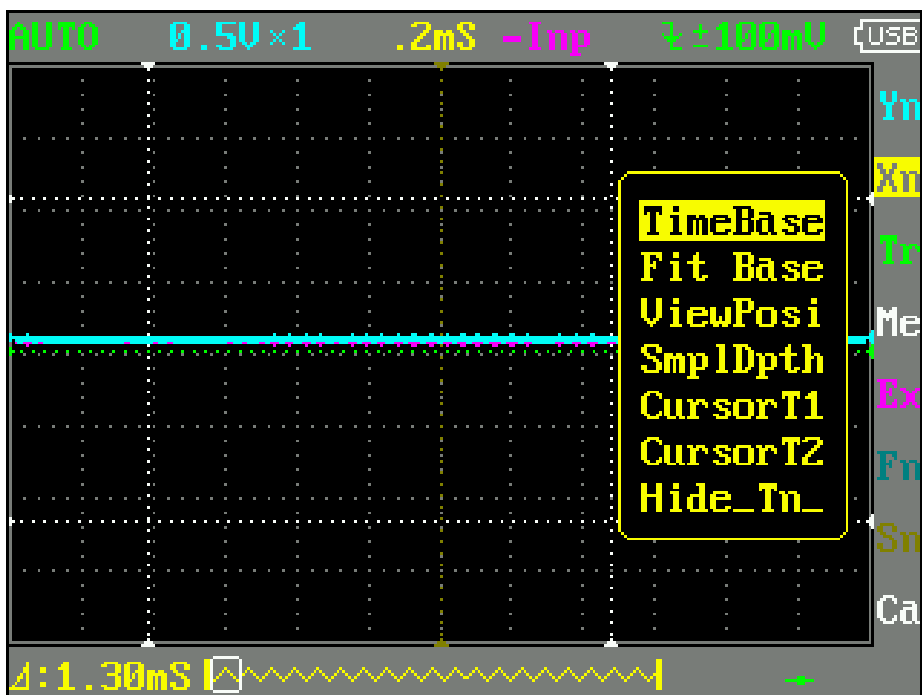 AUTO 0.5V×1 .2mS -Inp ±100mV USB
Yn
Xn
Tr
Me
Ex
Fn
Sn
Ca
TimeBase
Fit Base
ViewPosi
SmplDpth
CursorT1
CursorT2
Hide_Tn_
⊿:1.30mS